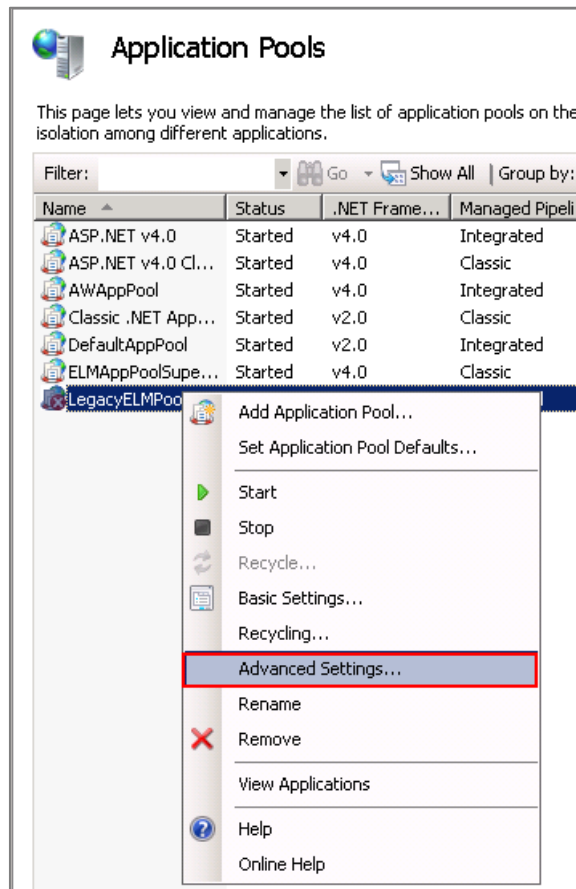 Application Pools
This page lets you view and manage the list of application pools on the
isolation among different applications.
Filter: Go Show All Group by:
Name Status .NET Frame... Managed Pipeli
ASP.NET v4.0 Started v4.0 Integrated
ASP.NET v4.0 Cl... Started v4.0 Classic
AWAppPool Started v4.0 Integrated
Classic .NET App... Started v2.0 Classic
DefaultAppPool Started v2.0 Integrated
ELMAppPoolSupe... Started v4.0 Classic
LegacyELMPoo
Add Application Pool...
Set Application Pool Defaults...
Start
Stop
Recycle...
Basic Settings...
Recycling...
Advanced Settings...
Rename
Remove
View Applications
Help
Online Help